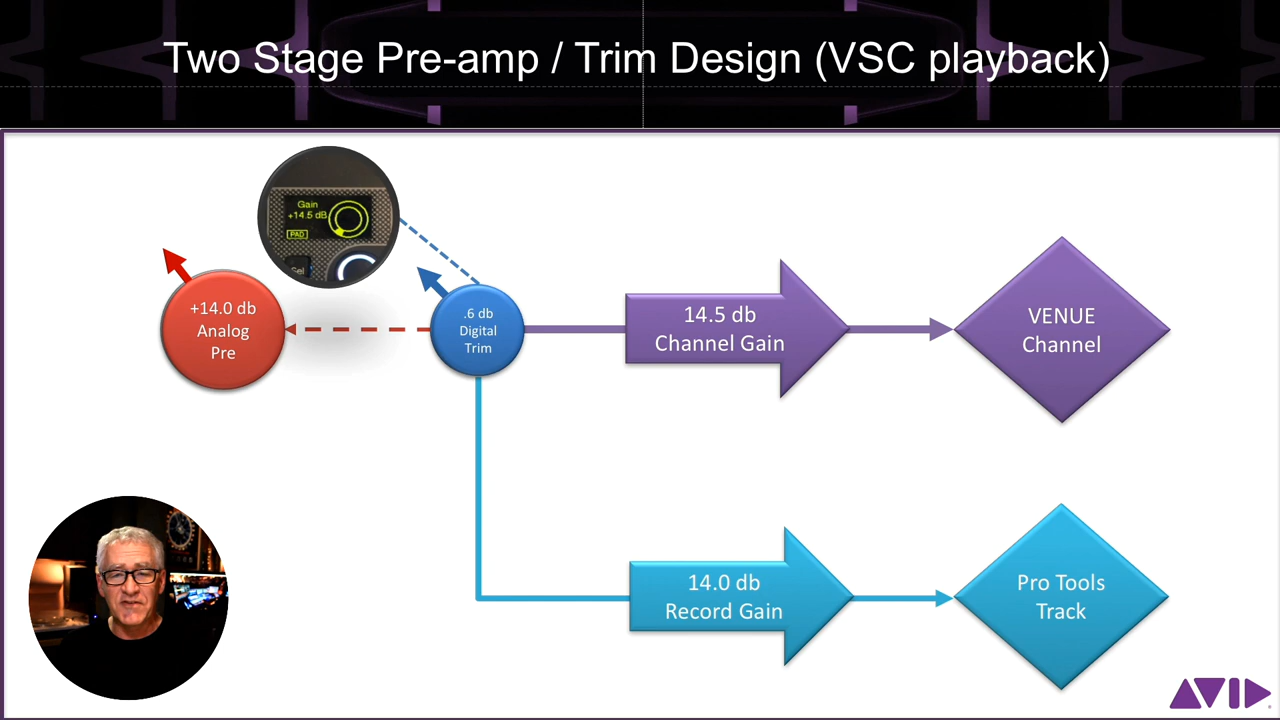 Two Stage Pre-amp / Trim Design (VSC playback)
Gain
+14.5 dB
PAD
Sel
+14.0 db
Analog
Pre
.6 db
Digital
Trim
14.5 db
Channel Gain
VENUE
Channel
14.0 db
Record Gain
Pro Tools
Track
AVID